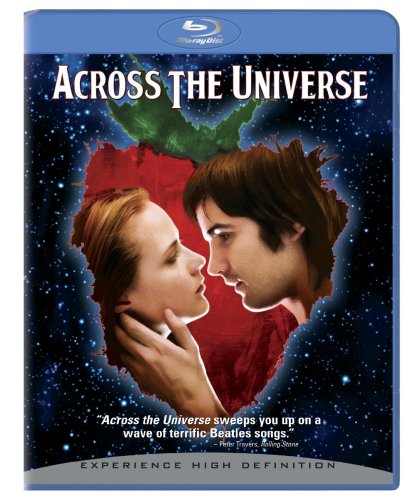 Blu-ray Disc
ACROSS THE UNIVERSE
“Across the Universe sweeps you up on a
wave of terrific Beatles songs.”
– Peter Travers, Rolling Stone
EXPERIENCE HIGH DEFINITION